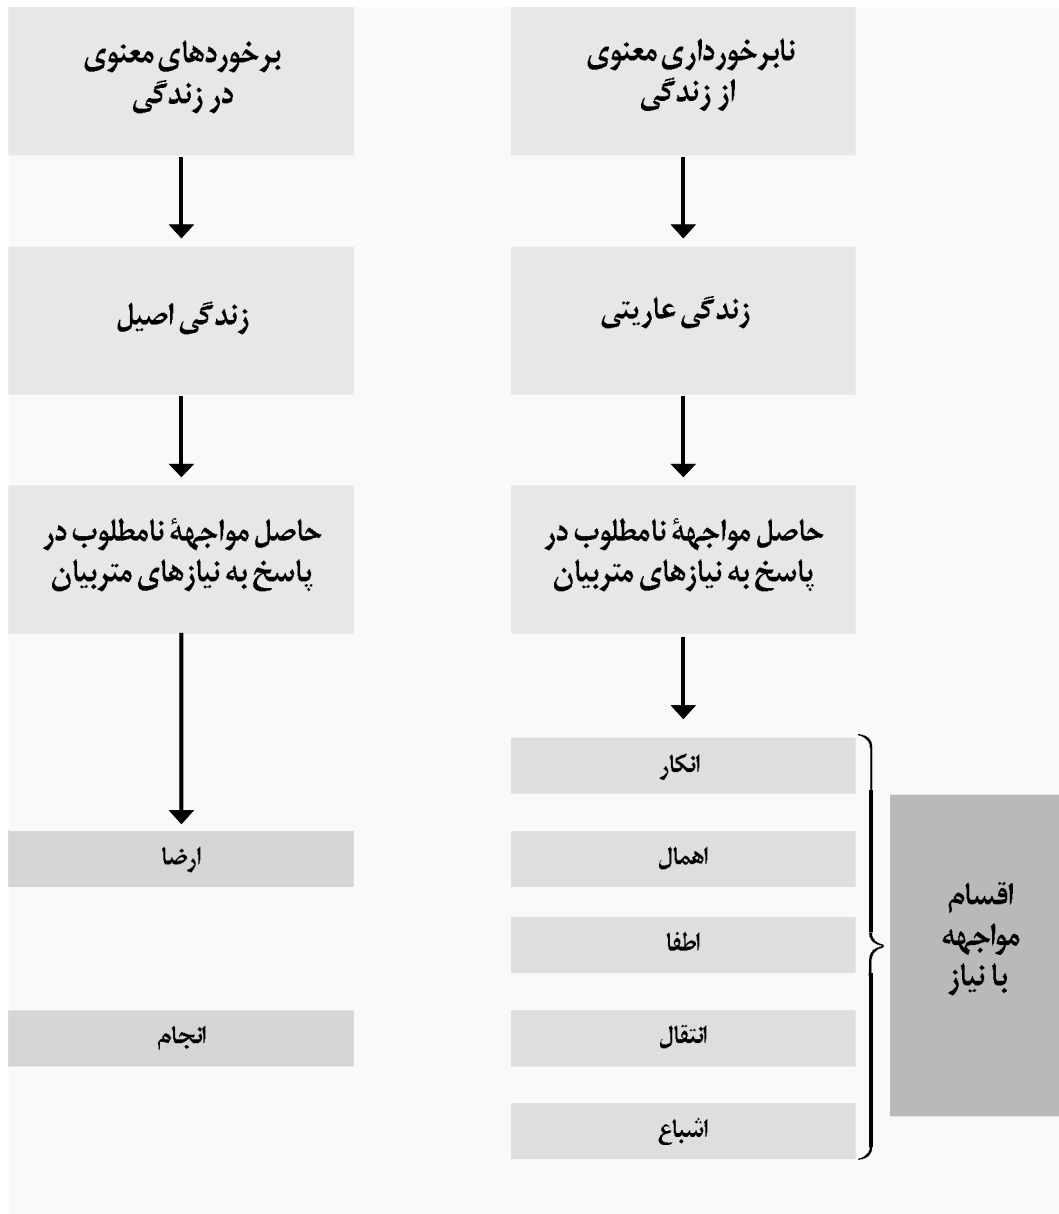 نابرخورداری معنوی
از زندگی
زندگی عاریتی
حاصل مواجههٔ نامطلوب در
پاسخ به نیازهای متربیان
انکار
اهمال
اطفا
انتقال
اشباع
اقسام
مواجهه
با نیاز
برخوردهای معنوی
در زندگی
زندگی اصیل
حاصل مواجههٔ نامطلوب در
پاسخ به نیازهای متربیان
ارضا
انجام